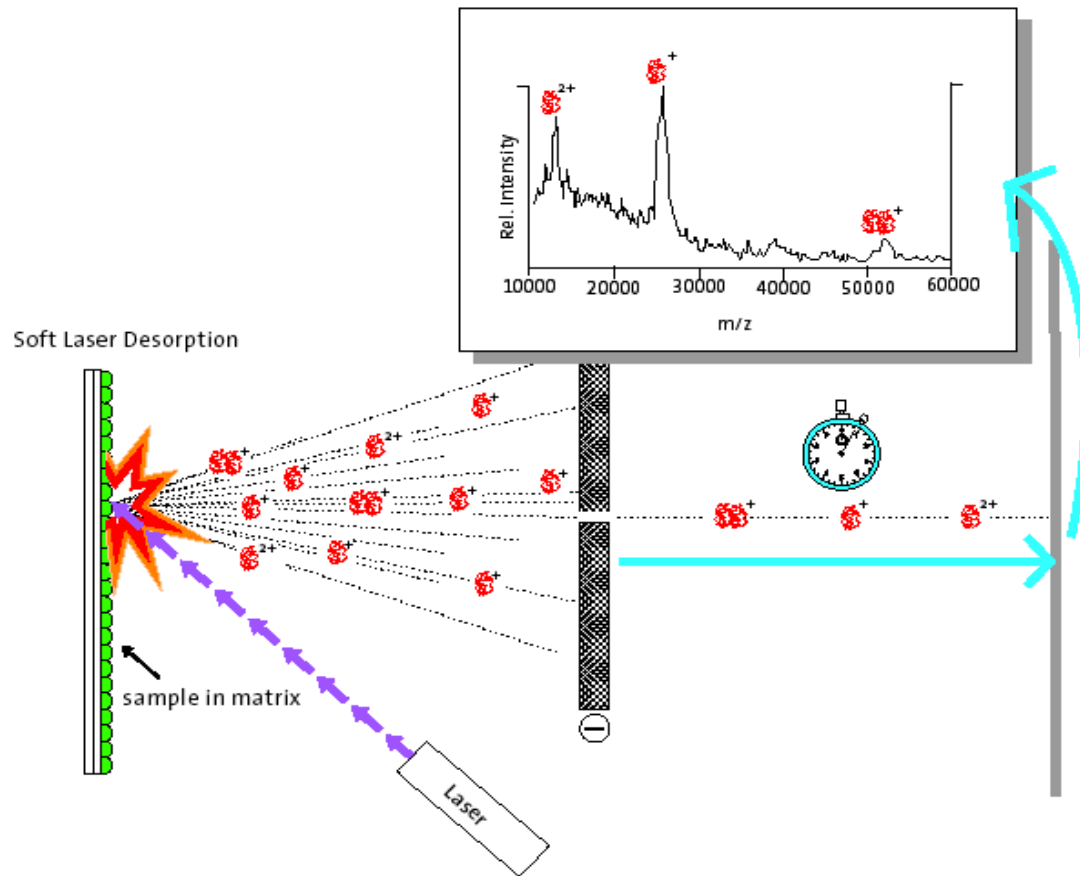 2+
+
+
Rel. Intensity
10000 20000 30000 40000 50000 60000
m/z
Soft Laser Desorption
+
2+
+
+
+
+
+
+
+
+
2+
2+
+
+
sample in matrix
Laser